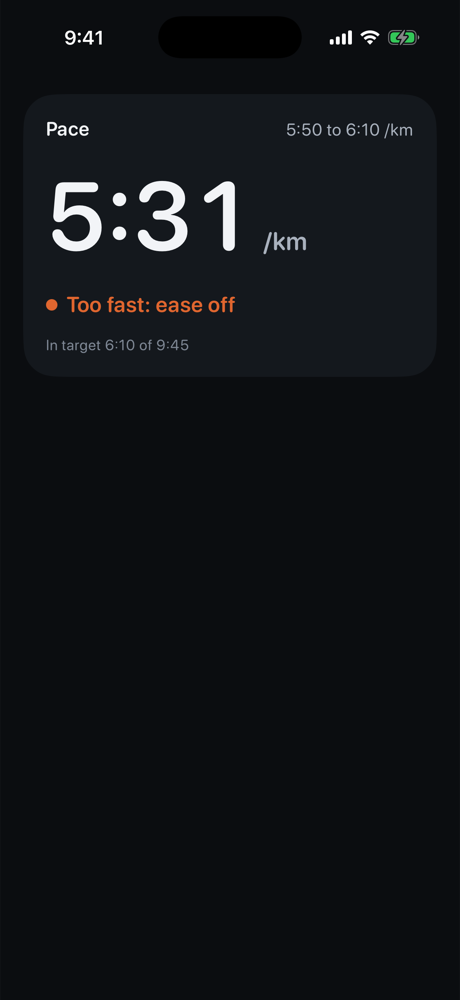 9:41
Pace
5:50 to 6:10 /km
5:31 /km
Too fast: ease off
In target 6:10 of 9:45